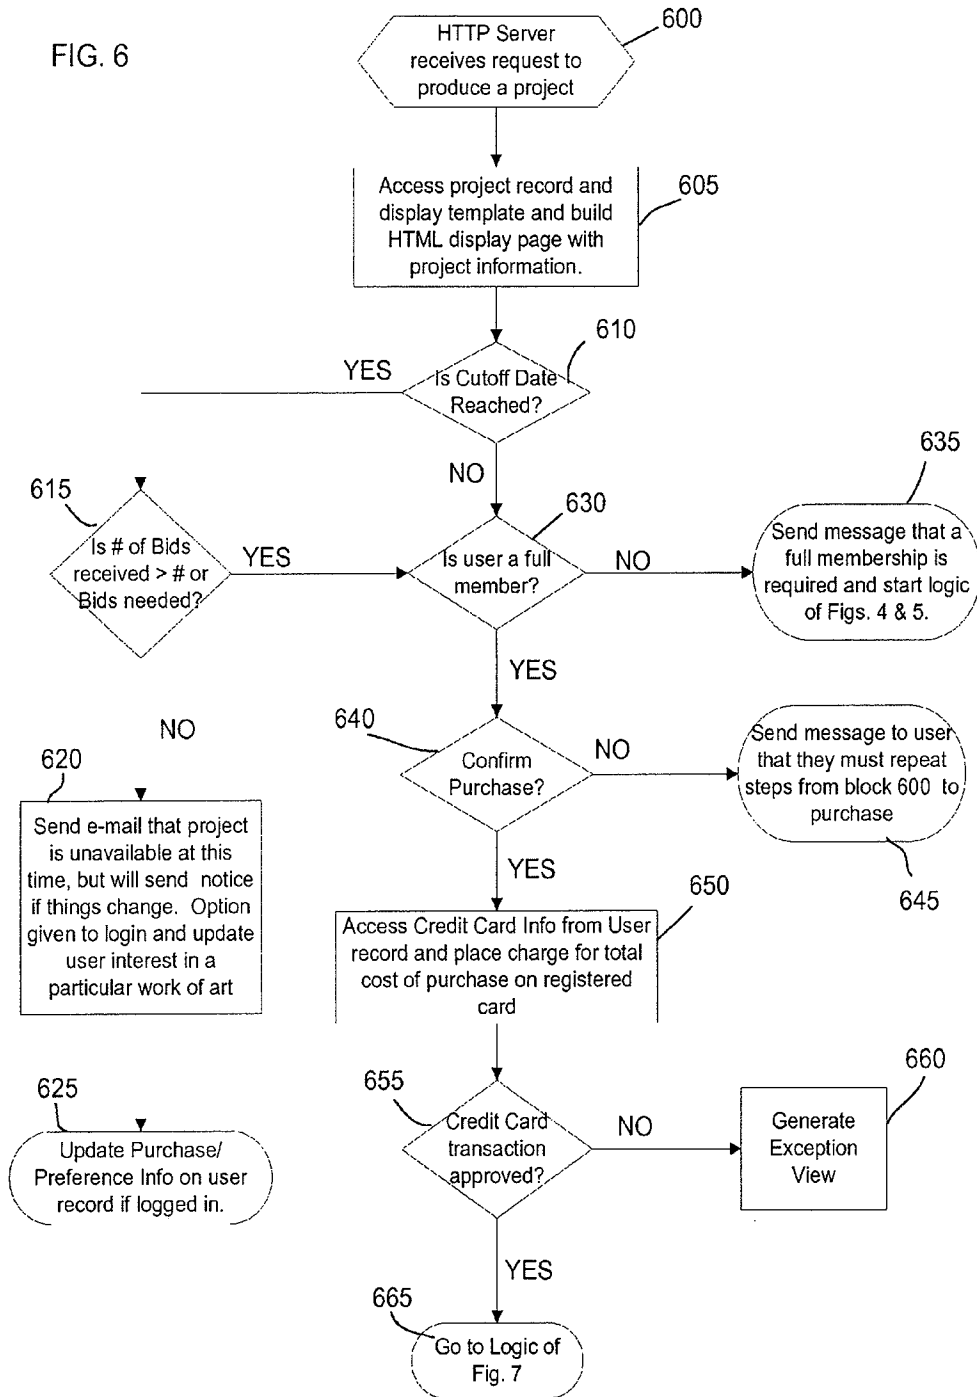 FIG. 6
600
HTTP Server
receives request to
produce a project
605
Access project record and
display template and build
HTML display page with
project information.
610
YES
Is Cutoff Date
Reached?
NO
615
Is # of Bids
received > # or
Bids needed?
YES
630
Is user a full
member?
NO
635
Send message that a
full membership is
required and start logic
of Figs. 4 & 5.
YES
NO
640
Confirm
Purchase?
NO
Send message to user
that they must repeat
steps from block 600 to
purchase
645
620
Send e-mail that project
is unavailable at this
time, but will send notice
if things change. Option
given to login and update
user interest in a
particular work of art
YES
650
Access Credit Card Info from User
record and place charge for total
cost of purchase on registered
card
625
Update Purchase/
Preference Info on user
record if logged in.
655
Credit Card
transaction
approved?
NO
660
Generate
Exception
View
YES
665
Go to Logic of
Fig. 7